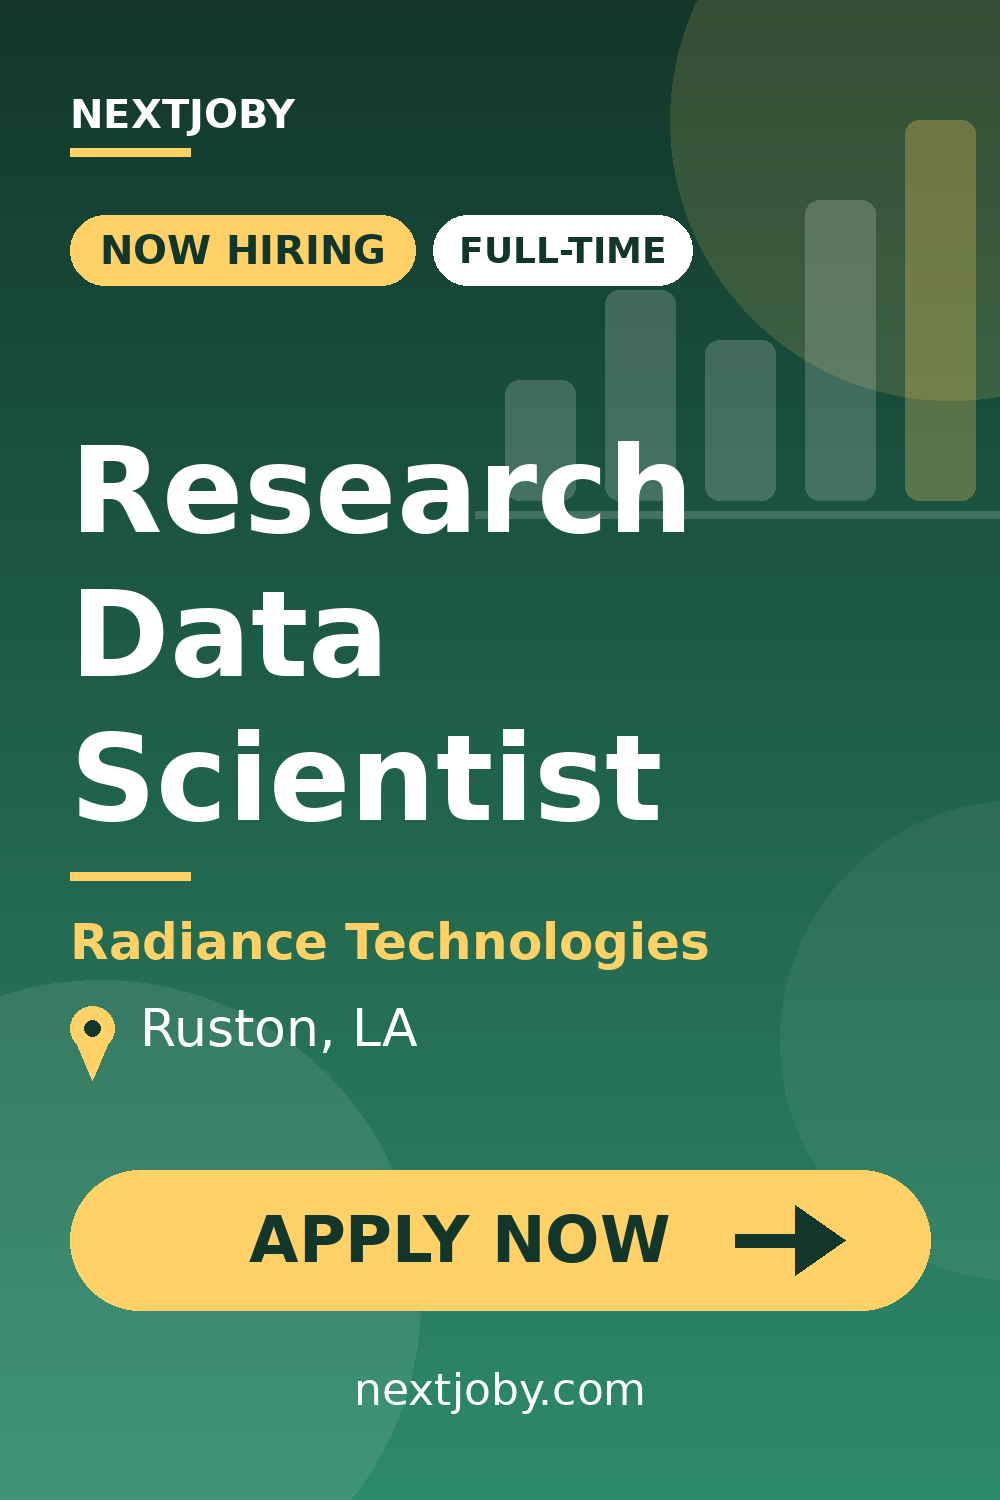 NEXTJOBY
NOW HIRING
FULL-TIME
Research
Data
Scientist
Radiance Technologies
Ruston, LA
APPLY NOW
nextjoby.com